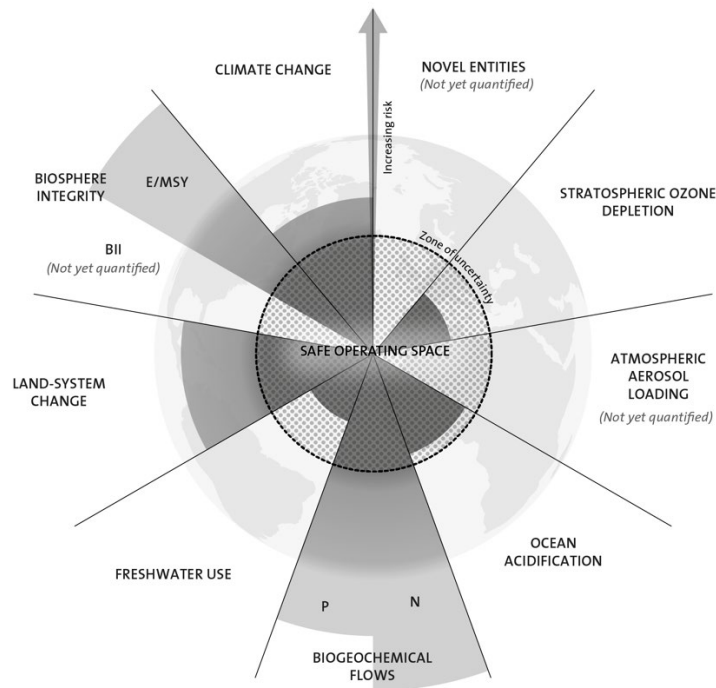 CLIMATE CHANGE
NOVEL ENTITIES
(Not yet quantified)
Increasing risk
BIOSPHERE
INTEGRITY
E/MSY
STRATOSPHERIC OZONE
DEPLETION
BII
(Not yet quantified)
Zone of uncertainty
SAFE OPERATING SPACE
LAND-SYSTEM
CHANGE
ATMOSPHERIC
AEROSOL
LOADING
(Not yet quantified)
FRESHWATER USE
OCEAN
ACIDIFICATION
P
N
BIOGEOCHEMICAL
FLOWS